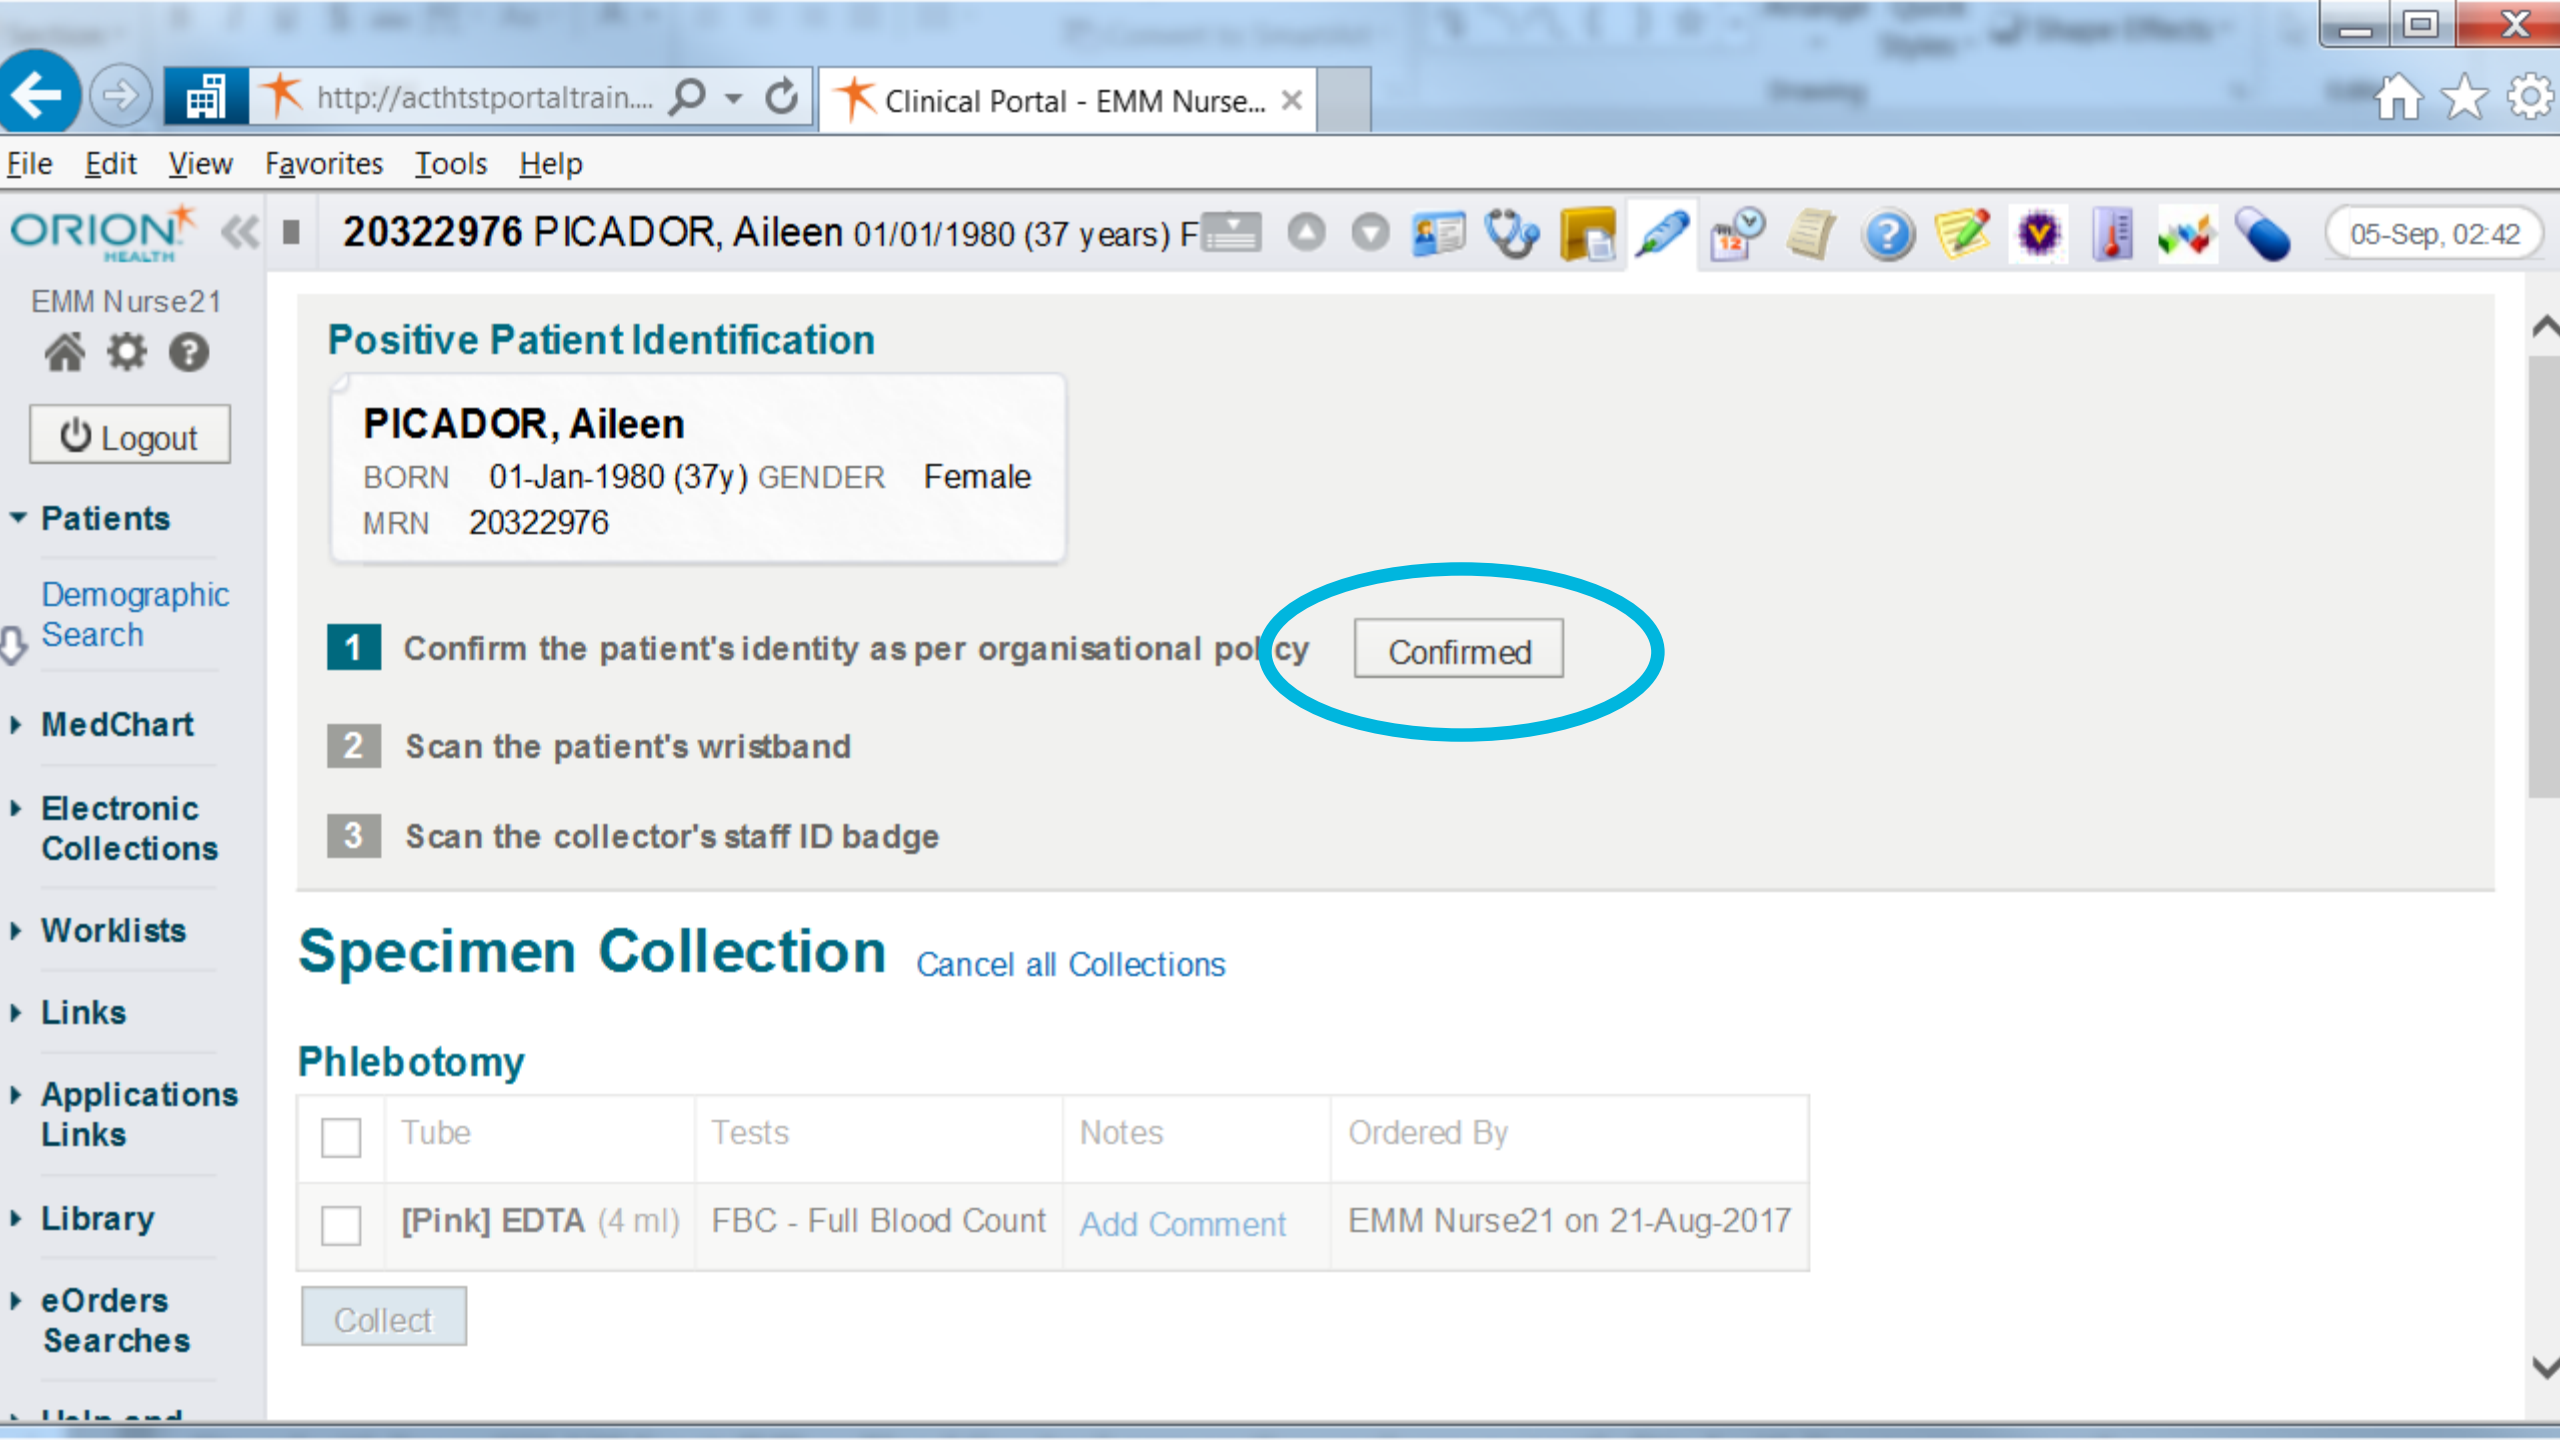 http://acthtstportaltrain....
Clinical Portal - EMM Nurse...
File Edit View Favorites Tools Help
ORION HEALTH
20322976 PICADOR, Aileen 01/01/1980 (37 years) F
05-Sep, 02:42
EMM Nurse21
Logout
Patients
Demographic
Search
MedChart
Electronic
Collections
Worklists
Links
Applications
Links
Library
eOrders
Searches
Help and
Positive Patient Identification
PICADOR, Aileen
BORN 01-Jan-1980 (37y) GENDER Female
MRN 20322976
1 Confirm the patient's identity as per organisational policy Confirmed
2 Scan the patient's wristband
3 Scan the collector's staff ID badge
Specimen Collection Cancel all Collections
Phlebotomy
Tube Tests Notes Ordered By
[Pink] EDTA (4 ml) FBC - Full Blood Count Add Comment EMM Nurse21 on 21-Aug-2017
Collect